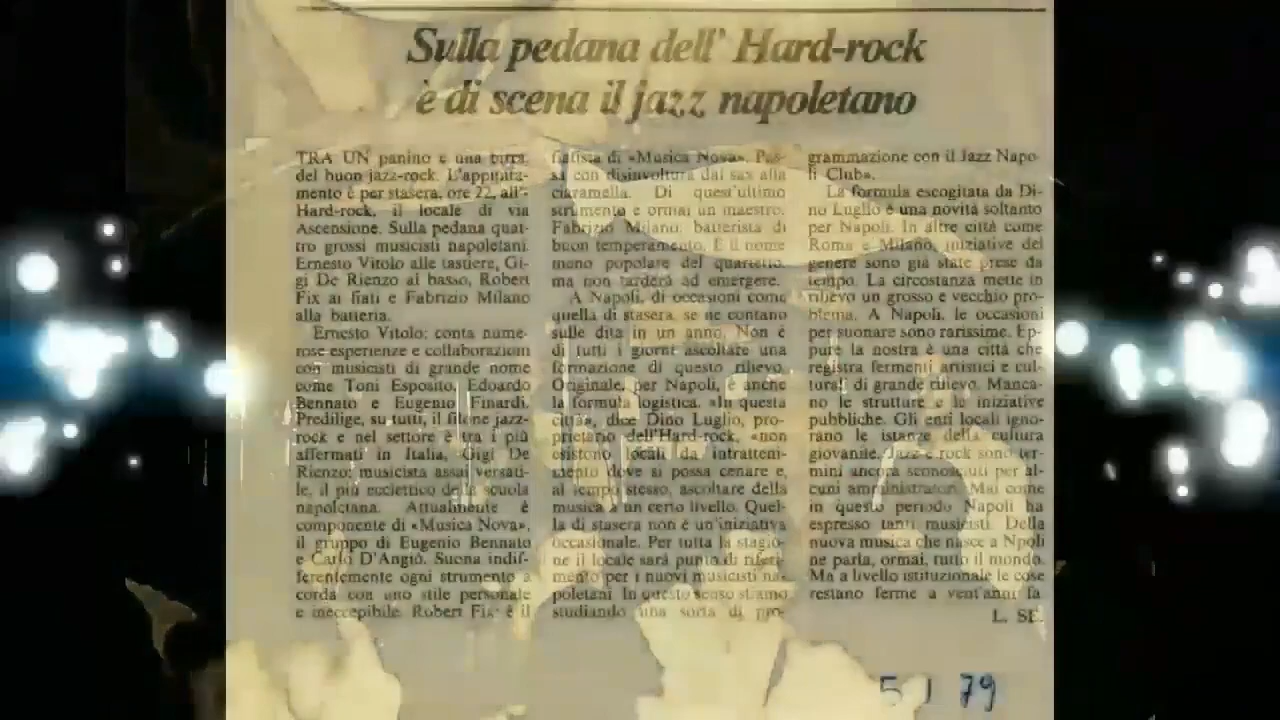 Sulla pedana dell' Hard-rock
è di scena il jazz napoletano
TRA UN panino e una birra,
del buon jazz-rock. L'appunta-
mento è per stasera, ore 22, all'-
Hard-rock, il locale di via
Ascensione. Sulla pedana quat-
tro grossi musicisti napoletani.
Ernesto Vitolo alle tastiere, Gi-
gi De Rienzo al basso, Robert
Fix ai fiati e Fabrizio Milano
alla batteria.
Ernesto Vitolo: conta nume-
rose esperienze e collaborazioni
con musicisti di grande nome
come Toni Esposito, Edoardo
Bennato e Eugenio Finardi.
Predilige, su tutti, il filone jazz-
rock e nel settore è tra i più
affermati in Italia. Gigi De
Rienzo: musicista assai versati-
le, il più eclettico della scuola
napoletana. Attualmente è
componente di «Musica Nova»,
il gruppo di Eugenio Bennato
e Carlo D'Angiò. Suona indif-
ferentemente ogni strumento a
corda con uno stile personale
e ineccepibile. Robert Fix: è il
fiatista di «Musica Nova». Pas-
sa con disinvoltura dal sax alla
ciaramella. Di quest'ultimo
strumento è ormai un maestro.
Fabrizio Milano: batterista di
buon temperamento. È il nome
meno popolare del quartetto,
ma non tarderà ad emergere.
A Napoli, di occasioni come
quella di stasera, se ne contano
sulle dita in un anno. Non è
di tutti i giorni ascoltare una
formazione di questo rilievo.
Originale, per Napoli, è anche
la formula logistica. «In questa
città», dice Dino Luglio, pro-
prietario dell'Hard-rock, «non
esistono locali da intratteni-
mento dove si possa cenare e,
al tempo stesso, ascoltare della
musica a un certo livello. Quel-
la di stasera non è un'iniziativa
occasionale. Per tutta la stagio-
ne il locale sarà punto di riferi-
mento per i nuovi musicisti na-
poletani. In questo senso stiamo
studiando una sorta di pro-
grammazione con il Jazz Napo-
li Club».
La formula escogitata da Di-
no Luglio è una novità soltanto
per Napoli. In altre città come
Roma e Milano, iniziative del
genere sono già state prese da
tempo. La circostanza mette in
rilievo un grosso e vecchio pro-
blema. A Napoli, le occasioni
per suonare sono rarissime. Ep-
pure la nostra è una città che
registra fermenti artistici e cul-
turali di grande rilievo. Manca-
no le strutture e le iniziative
pubbliche. Gli enti locali igno-
rano le istanze della cultura
giovanile. Jazz e rock sono ter-
mini ancora sconosciuti per al-
cuni amministratori. Mai come
in questo periodo Napoli ha
espresso tanti musicisti. Della
nuova musica che nasce a Npoli
ne parla, ormai, tutto il mondo.
Ma a livello istituzionale le cose
restano ferme a vent'anni fa
L. SE.
79